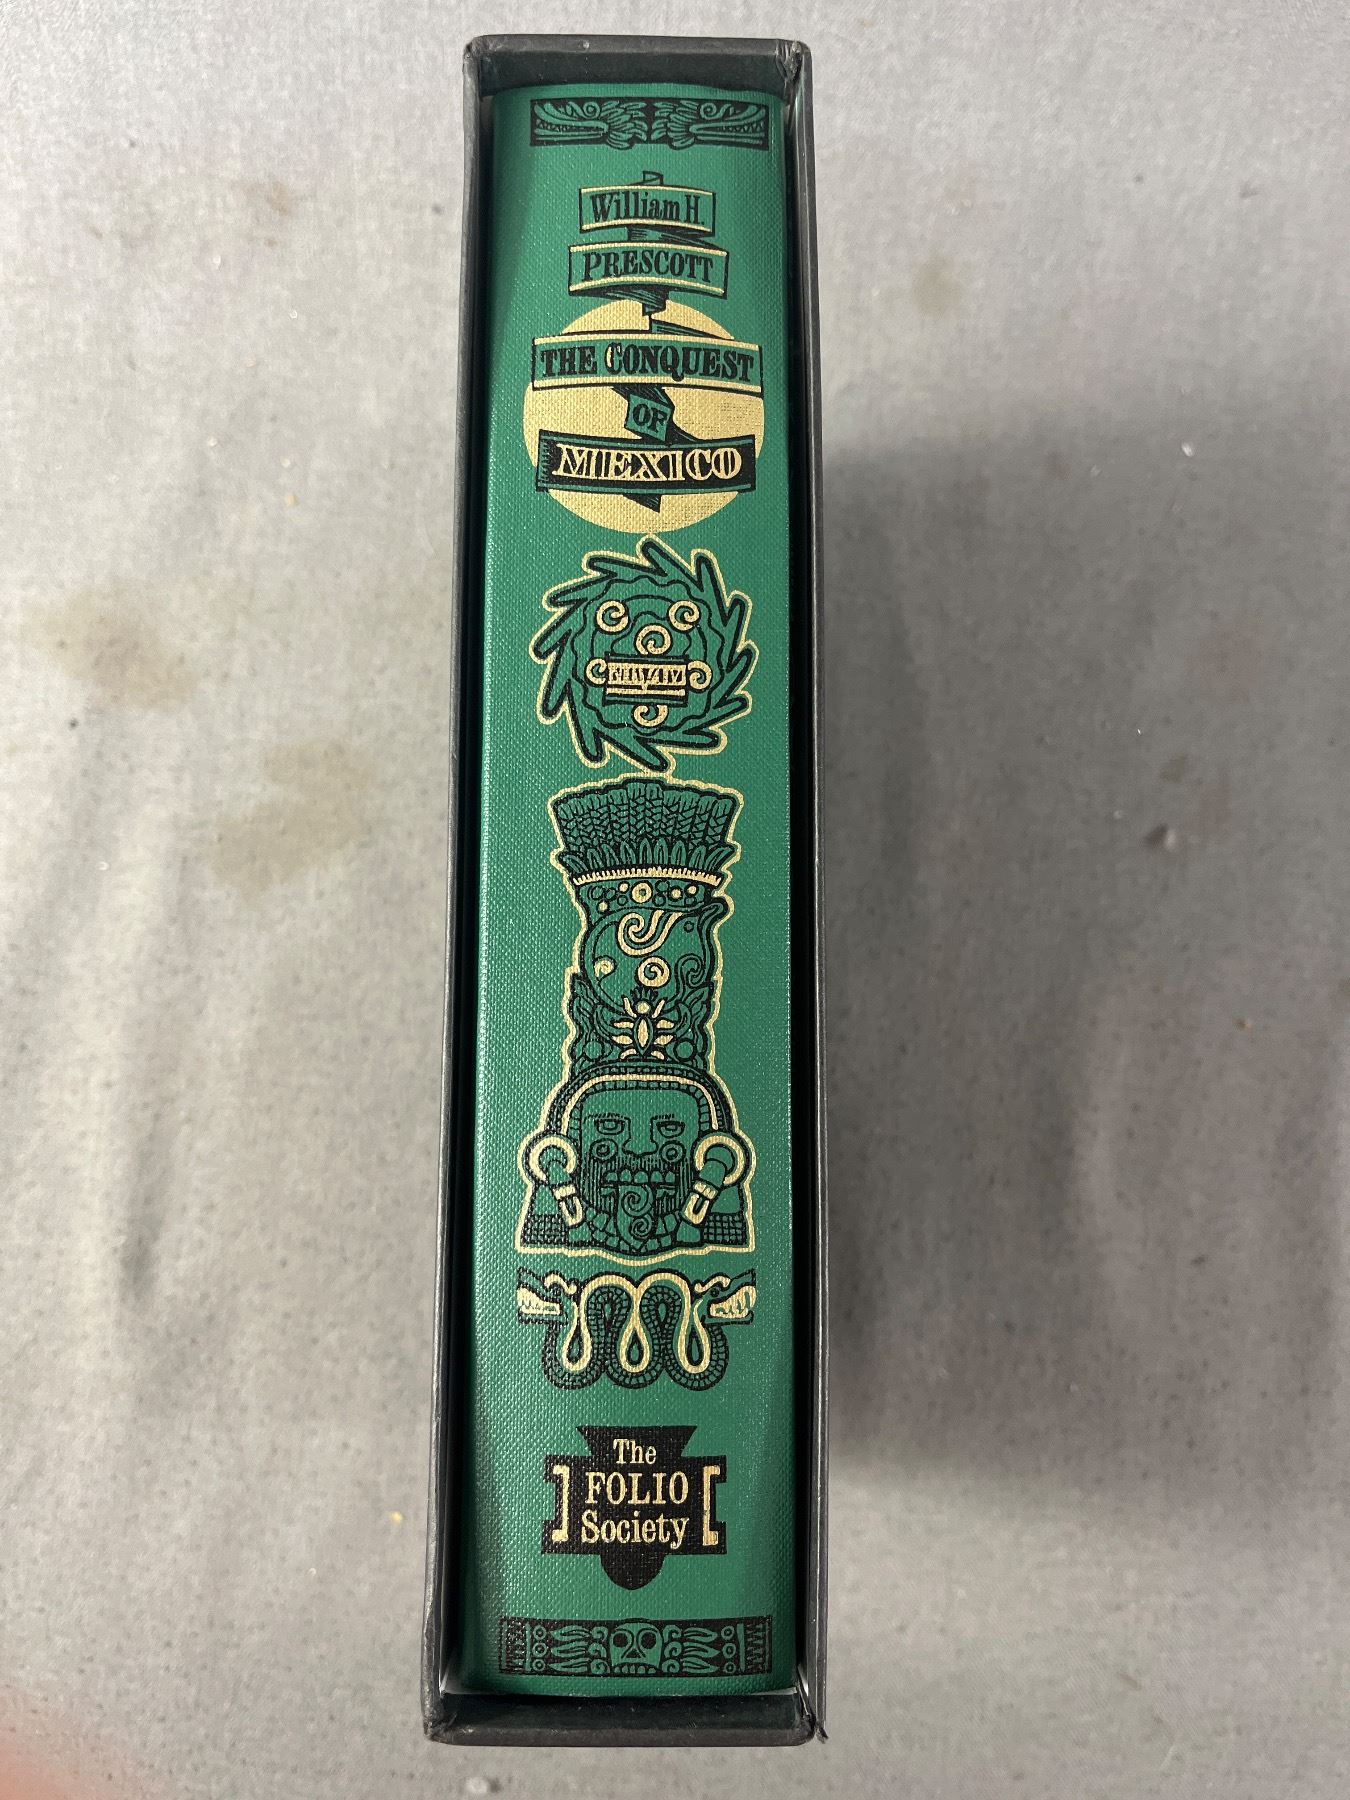 William H.
PRESCOTT
THE CONQUEST
OF
MEXICO
The
FOLIO
Society